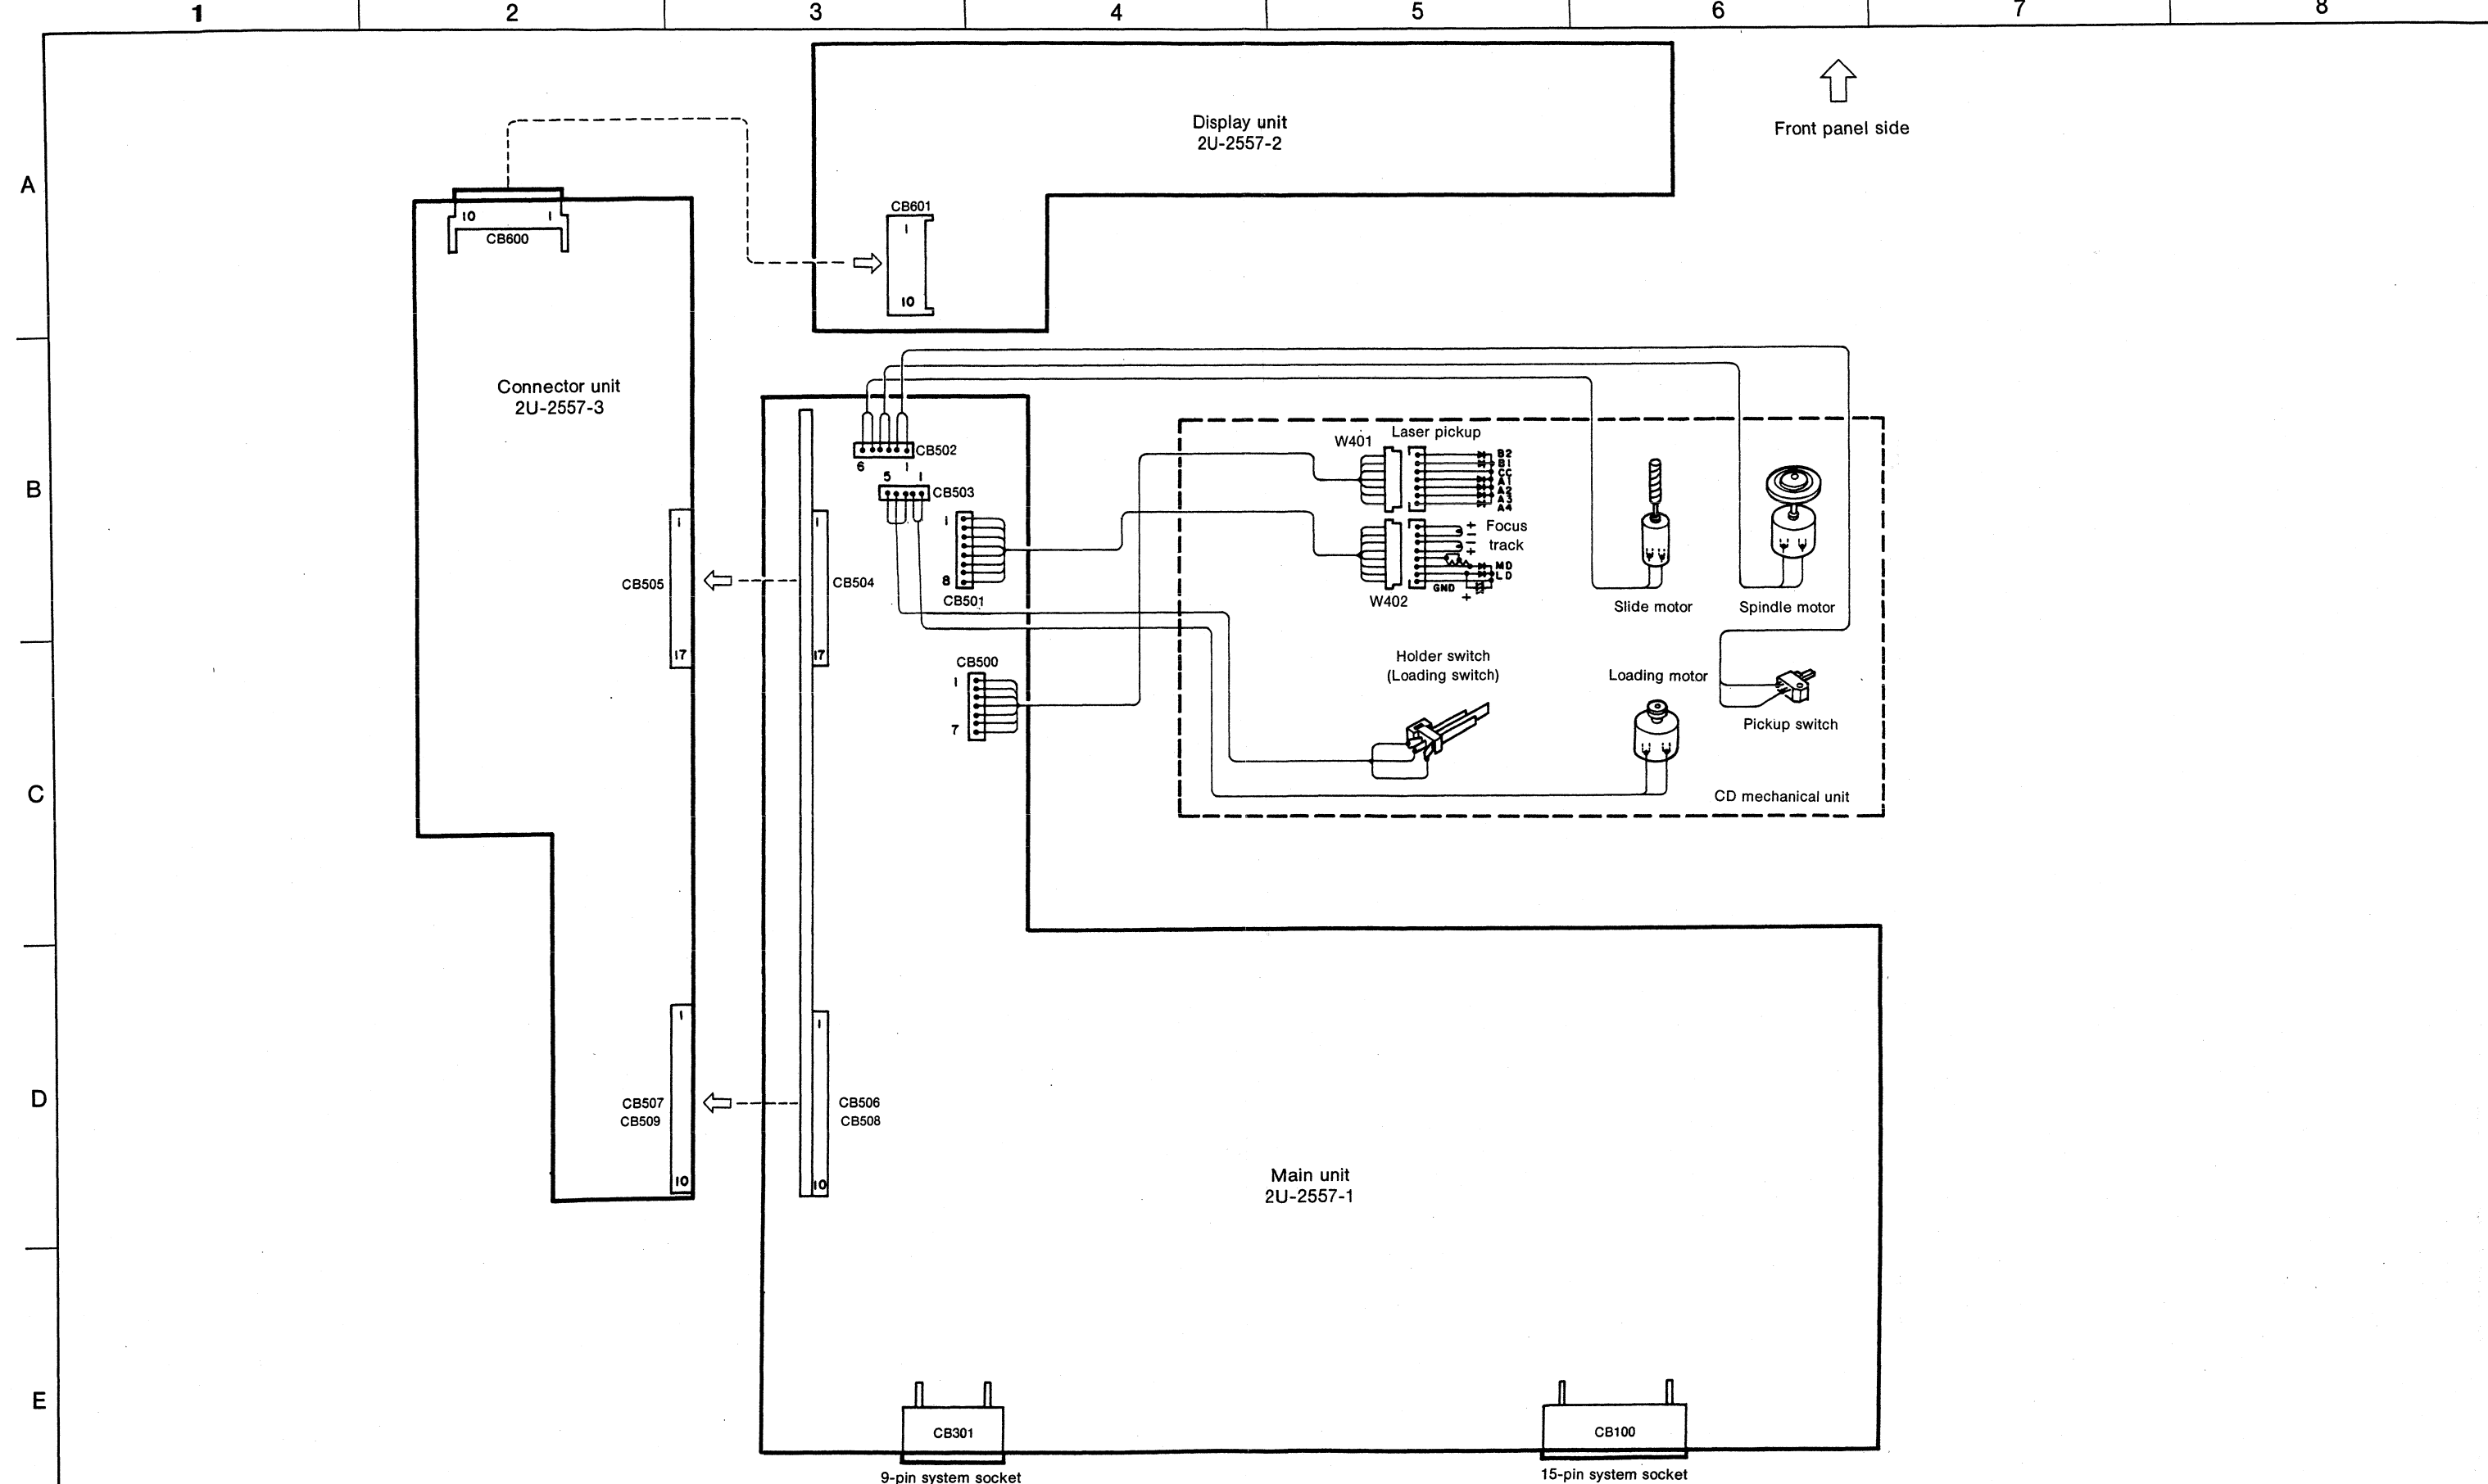 1 2 3 4 5 6 7 8
A
B
C
D
E
Display unit
2U-2557-2
Front panel side
10 1
CB600
CB601
1
10
Connector unit
2U-2557-3
CB502
6 1
5 1
CB503
1
8
CB501
CB500
1
7
1
17
CB505
1
17
CB504
W401
Laser pickup
B2
B1
CC
A1
A2
A3
A4
+ Focus
−
− track
+
MD
LD
GND
+
W402
Slide motor
Spindle motor
Holder switch
(Loading switch)
Loading motor
Pickup switch
CD mechanical unit
1
10
CB507
CB509
1
10
CB506
CB508
Main unit
2U-2557-1
CB301
9-pin system socket
CB100
15-pin system socket